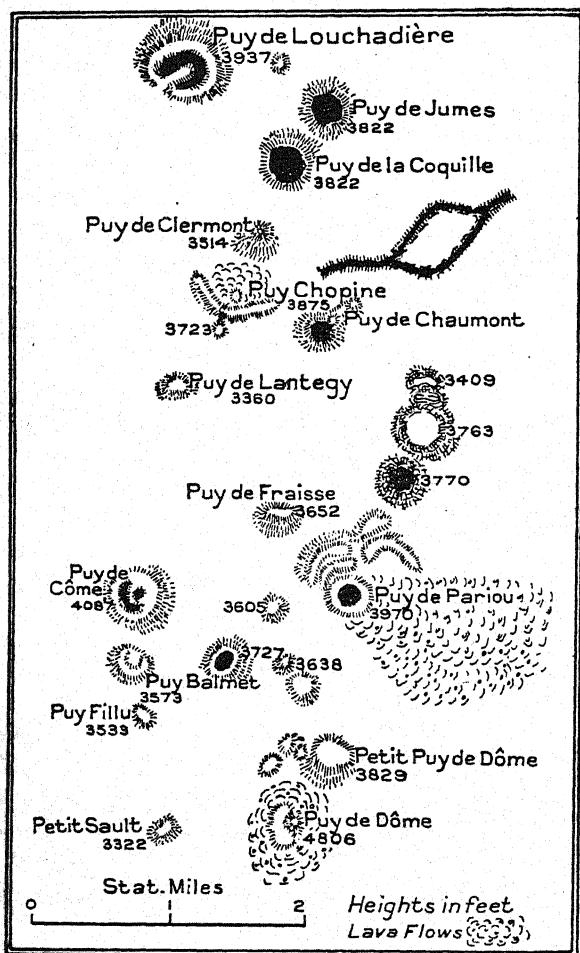 Puy de Louchadière
3937
Puy de Jumes
3822
Puy de la Coquille
3822
Puy de Clermont
3514
Puy Chopine
3875
3723
Puy de Chaumont
Puy de Lantegy
3360
3409
3763
3770
Puy de Fraisse
3652
Puy de
Côme
4087
3605
Puy de Pariou
3970
3727
3638
Puy Balmet
3573
Puy Fillu
3533
Petit Puy de Dôme
3829
Petit Sault
3322
Puy de Dôme
4806
Stat. Miles
0 1 2
Heights in feet
Lava Flows